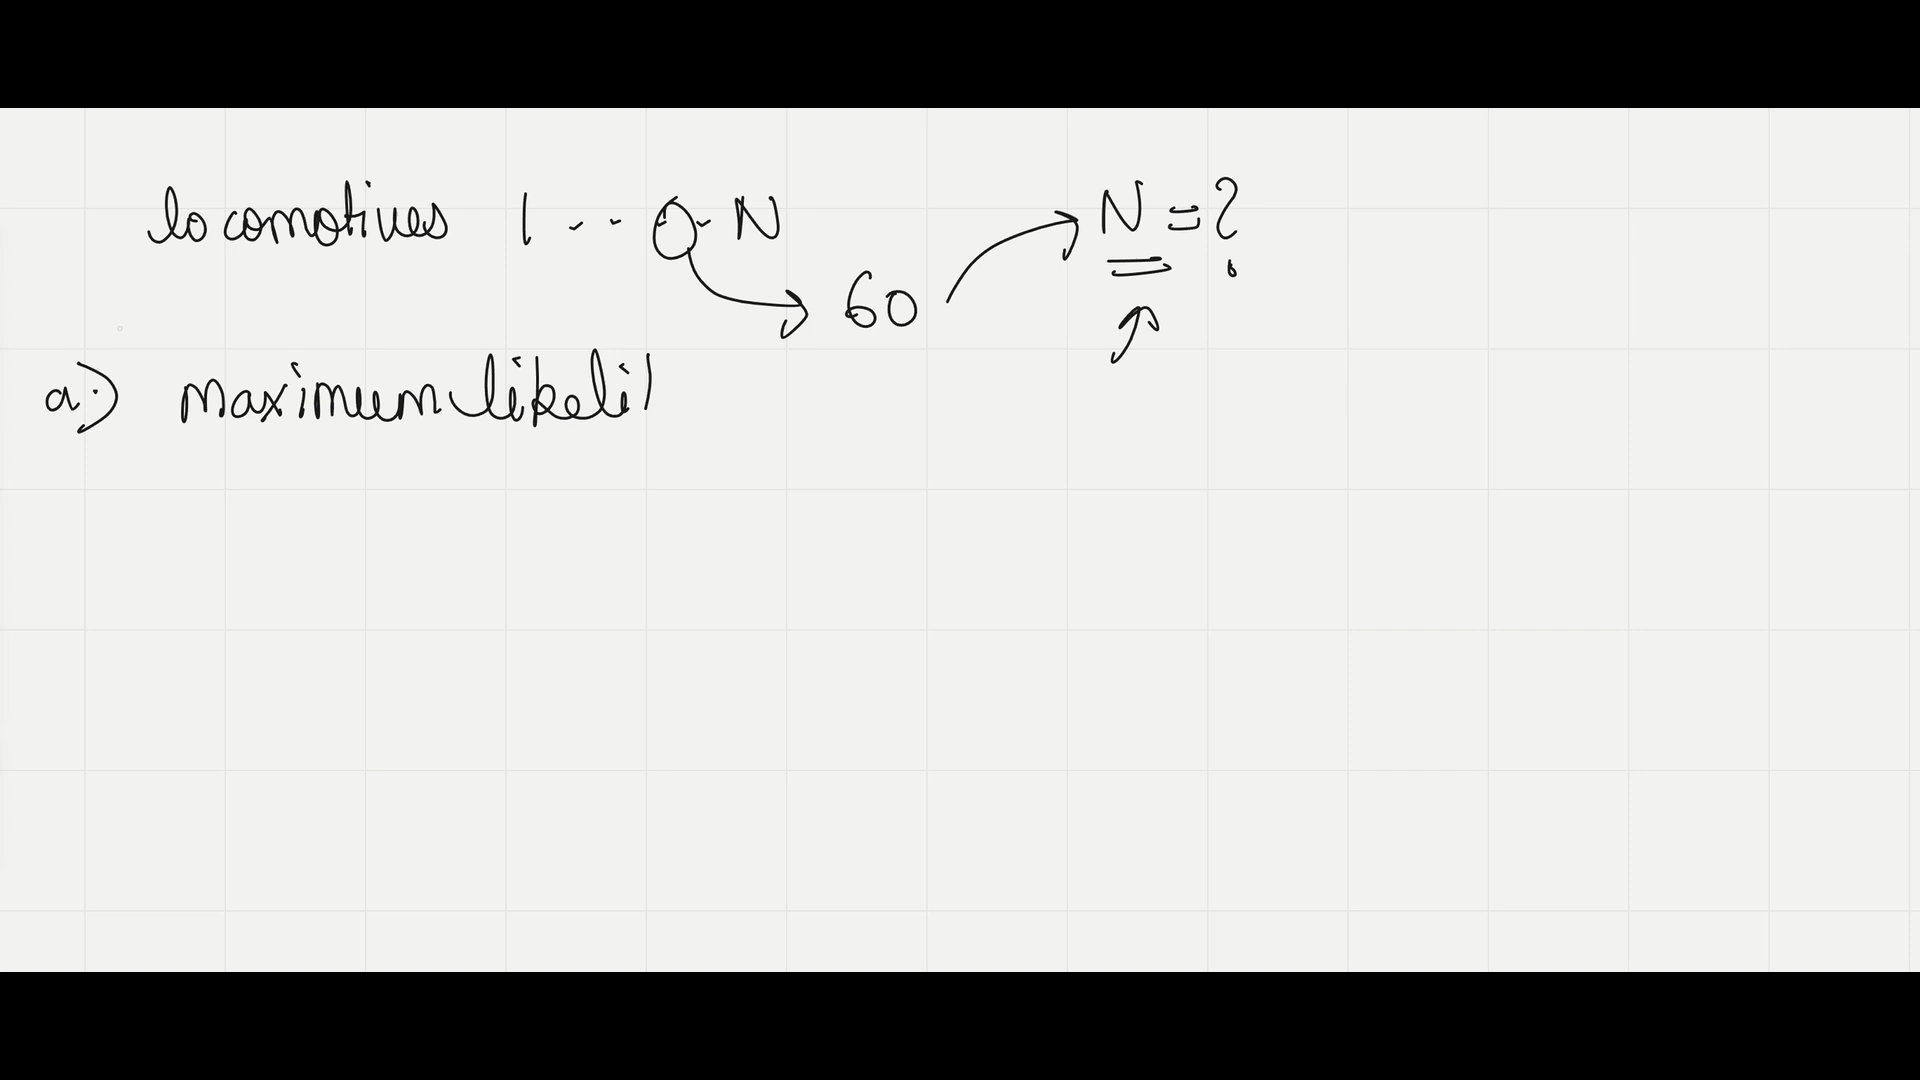 locomotives 1 --- N N = ?
60
a:) maximum likelil